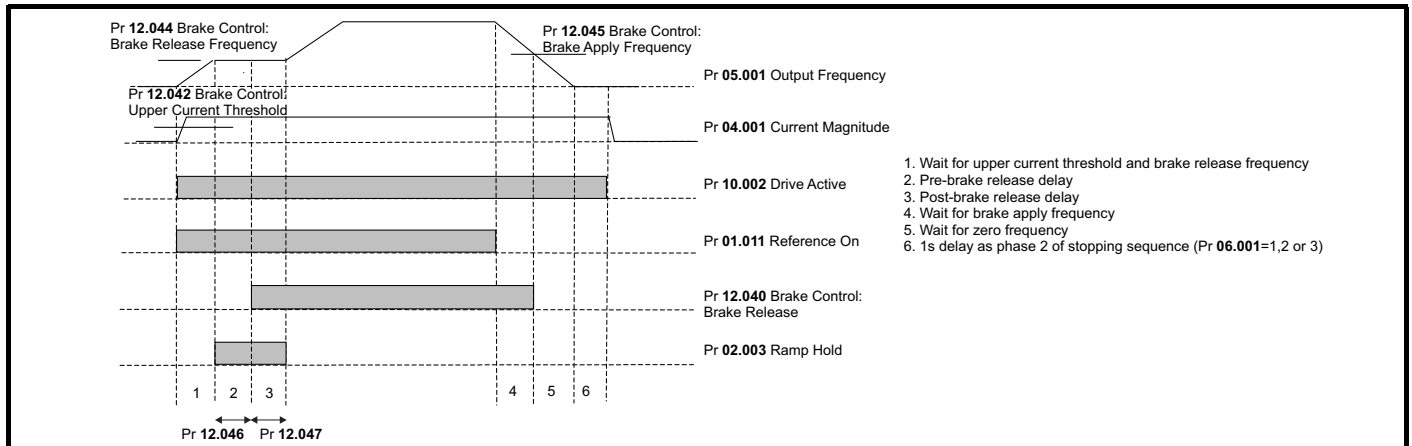 Pr 12.044 Brake Control:
Brake Release Frequency
Pr 12.045 Brake Control:
Brake Apply Frequency
Pr 05.001 Output Frequency
Pr 12.042 Brake Control:
Upper Current Threshold
Pr 04.001 Current Magnitude
1. Wait for upper current threshold and brake release frequency
2. Pre-brake release delay
3. Post-brake release delay
4. Wait for brake apply frequency
5. Wait for zero frequency
6. 1s delay as phase 2 of stopping sequence (Pr 06.001=1,2 or 3)
Pr 10.002 Drive Active
Pr 01.011 Reference On
Pr 12.040 Brake Control:
Brake Release
Pr 02.003 Ramp Hold
1 2 3 4 5 6
Pr 12.046 Pr 12.047